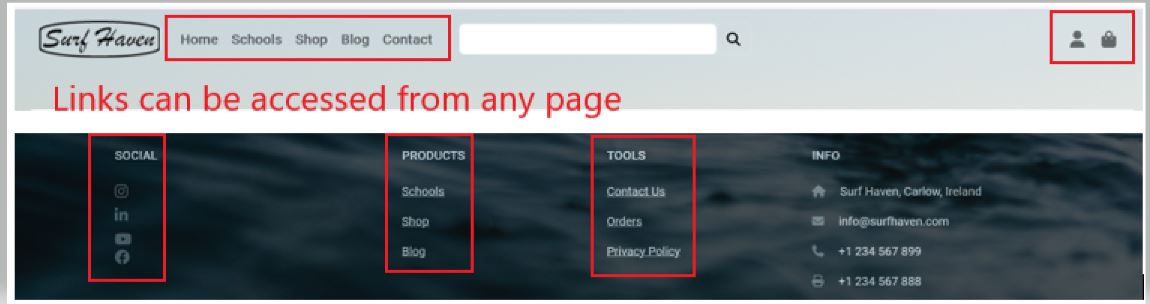 Surf Haven Home Schools Shop Blog Contact
Links can be accessed from any page
SOCIAL PRODUCTS TOOLS INFO
Schools Contact Us Surf Haven, Carlow, Ireland
Shop Orders info@surfhaven.com
Blog Privacy Policy +1 234 567 899
+1 234 567 888